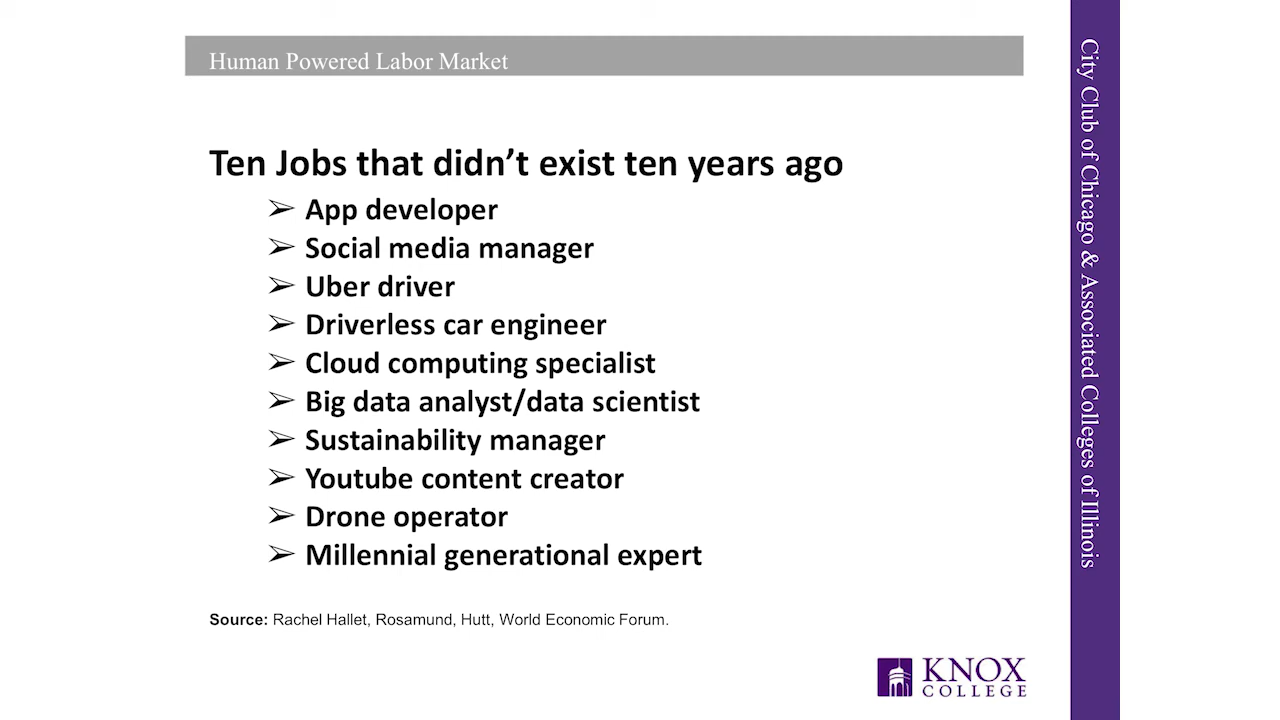 Human Powered Labor Market
Ten Jobs that didn’t exist ten years ago
➢ App developer
➢ Social media manager
➢ Uber driver
➢ Driverless car engineer
➢ Cloud computing specialist
➢ Big data analyst/data scientist
➢ Sustainability manager
➢ Youtube content creator
➢ Drone operator
➢ Millennial generational expert
Source: Rachel Hallet, Rosamund, Hutt, World Economic Forum.
KNOX
COLLEGE
City Club of Chicago & Associated Colleges of Illinois